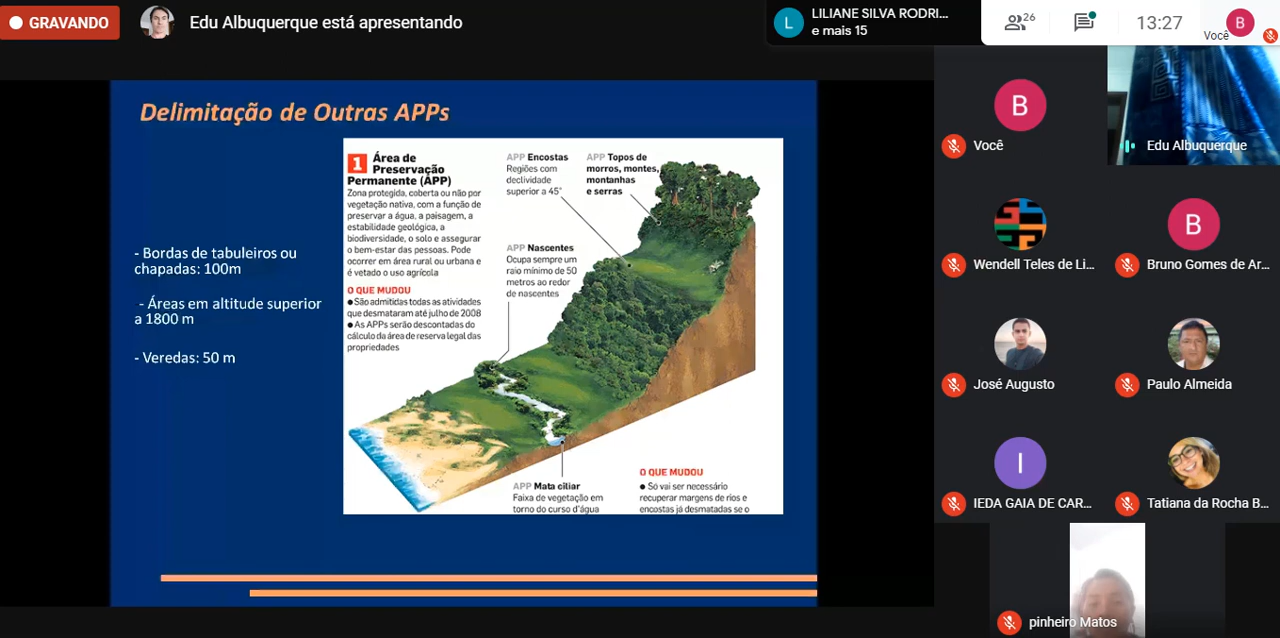 GRAVANDO
Edu Albuquerque está apresentando
L
LILIANE SILVA RODRI...
e mais 15
26
13:27
B
Você
Delimitação de Outras APPs
- Bordas de tabuleiros ou
chapadas: 100m
- Áreas em altitude superior
a 1800 m
- Veredas: 50 m
1
Área de
Preservação
Permanente (APP)
Zona protegida, coberta ou não por
vegetação nativa, com a função de
preservar a água, a paisagem, a
estabilidade geológica, a
biodiversidade, o solo e assegurar
o bem-estar das pessoas. Pode
ocorrer em área rural ou urbana e
é vetado o uso agrícola
O QUE MUDOU
● São admitidas todas as atividades
que desmataram até julho de 2008
● As APPs serão descontadas do
cálculo da área de reserva legal das
propriedades
APP Encostas
Regiões com
declividade
superior a 45°
APP Topos de
morros, montes,
montanhas
e serras
APP Nascentes
Ocupa sempre um
raio mínimo de 50
metros ao redor
de nascentes
APP Mata ciliar
Faixa de vegetação em
torno do curso d'água
O QUE MUDOU
● Só vai ser necessário
recuperar margens de rios e
encostas já desmatadas se o
B
Você
Edu Albuquerque
Wendell Teles de Li...
B
Bruno Gomes de Ar...
José Augusto
Paulo Almeida
I
IEDA GAIA DE CAR...
Tatiana da Rocha B...
pinheiro Matos